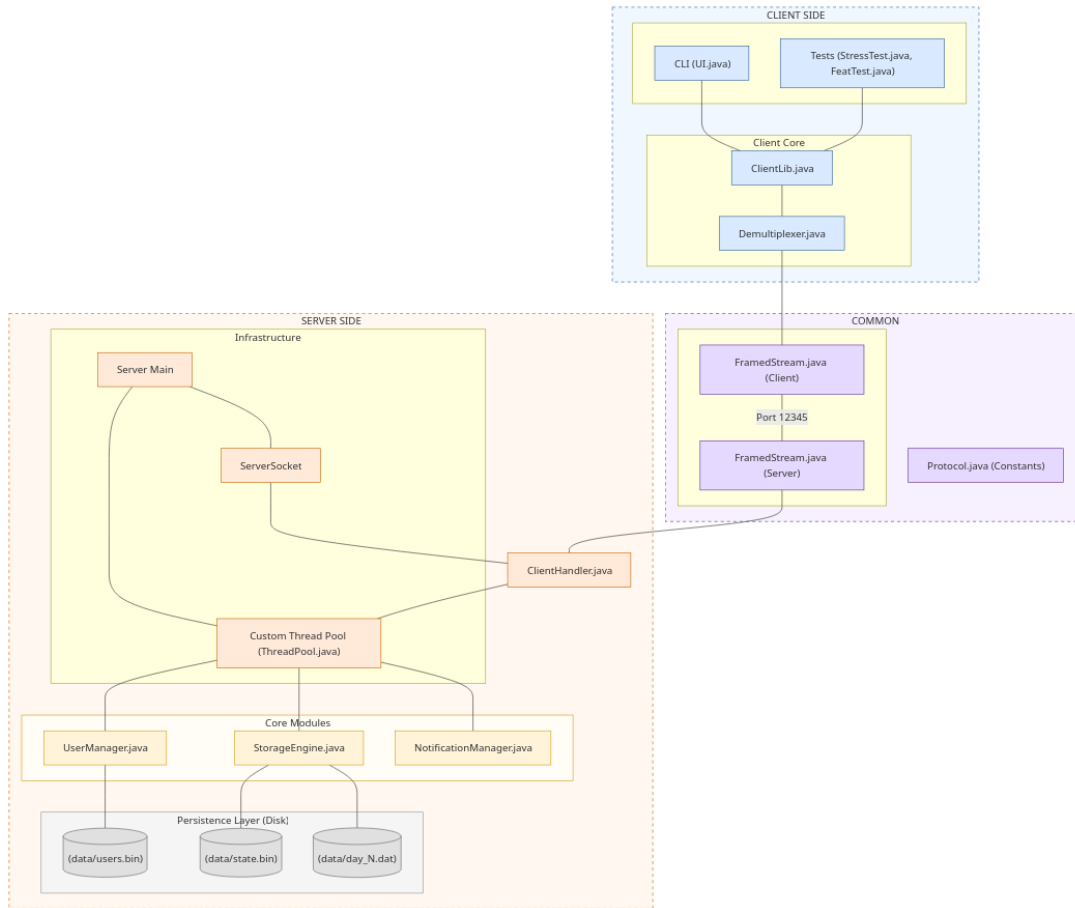 CLIENT SIDE
CLI (UI.java)
Tests (StressTest.java,
FeatTest.java)
Client Core
ClientLib.java
Demultiplexer.java
SERVER SIDE
Infrastructure
Server Main
ServerSocket
ClientHandler.java
Custom Thread Pool
(ThreadPool.java)
Core Modules
UserManager.java
StorageEngine.java
NotificationManager.java
Persistence Layer (Disk)
(data/users.bin)
(data/state.bin)
(data/day_N.dat)
COMMON
FramedStream.java
(Client)
Port 12345
FramedStream.java
(Server)
Protocol.java (Constants)